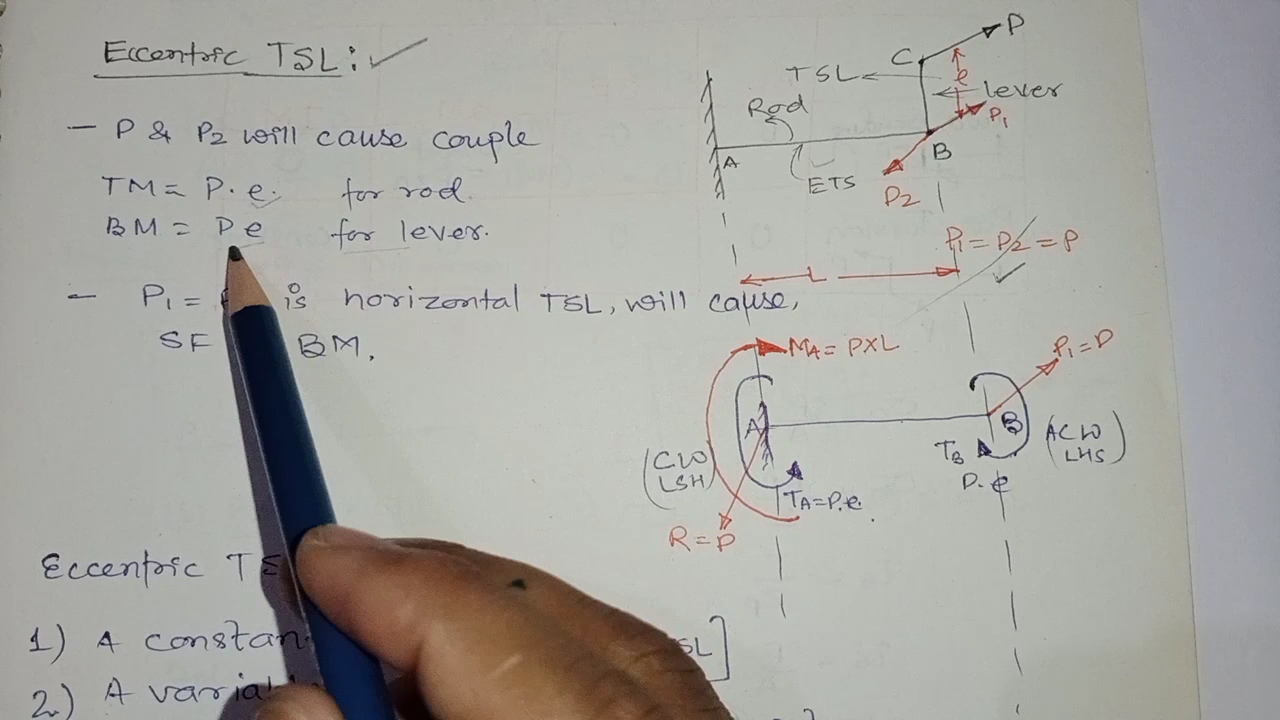 Eccentric TSL:
- P & P2 will cause couple
TM = P.e. for rod.
BM = Pe for lever.
- P1 = is horizontal TSL, will cause,
SF BM.
Eccentric
1) A constan
SL]
2) A varia
P
C
TSL
e
lever
Rod
P1
A
B
ETS
P2
P1 = P2 = P
L
MA = PXL
P1 = P
A
B
(CW
LSH)
(ACW
LHS)
TB
P.e
TA = P.e.
R = P